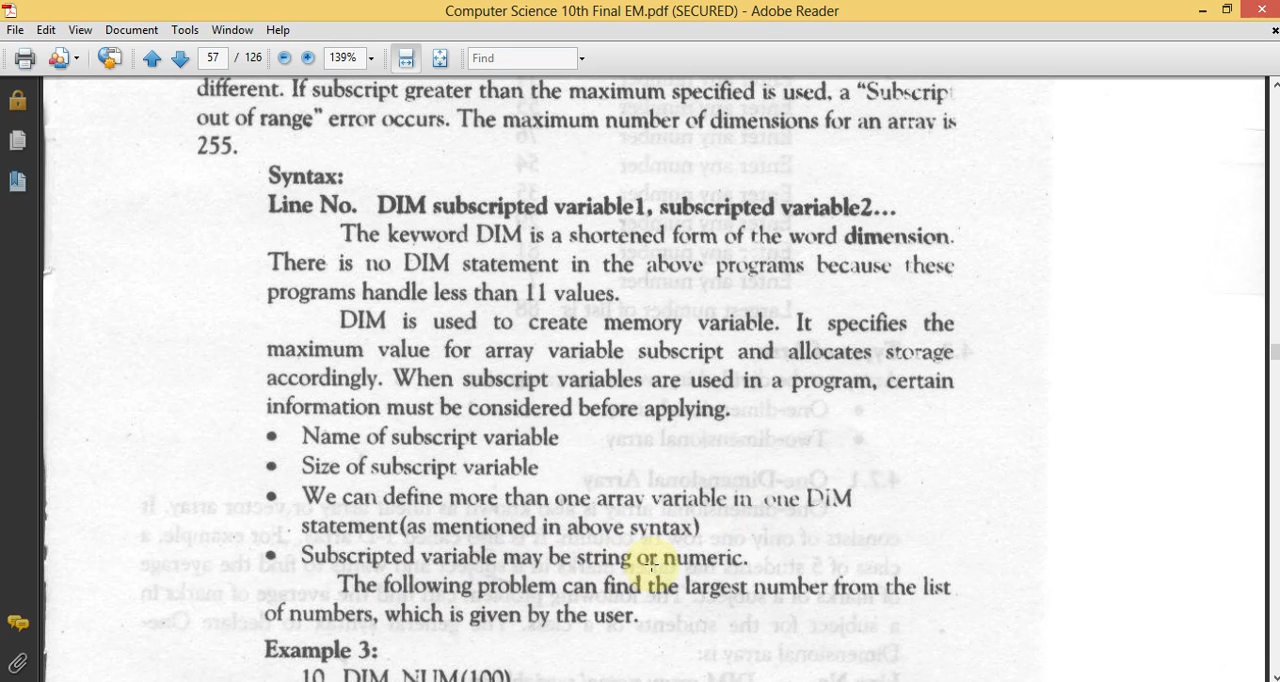 Computer Science 10th Final EM.pdf (SECURED) - Adobe Reader
File Edit View Document Tools Window Help
57 / 126 139% Find
different. If subscript greater than the maximum specified is used, a “Subscript
out of range” error occurs. The maximum number of dimensions for an array is
255.
Syntax:
Line No. DIM subscripted variable1, subscripted variable2...
The keyword DIM is a shortened form of the word dimension.
There is no DIM statement in the above programs because these
programs handle less than 11 values.
DIM is used to create memory variable. It specifies the
maximum value for array variable subscript and allocates storage
accordingly. When subscript variables are used in a program, certain
information must be considered before applying.
• Name of subscript variable
• Size of subscript variable
• We can define more than one array variable in one DIM
statement(as mentioned in above syntax)
• Subscripted variable may be string or numeric.
The following problem can find the largest number from the list
of numbers, which is given by the user.
Example 3:
10 DIM NUM(100)